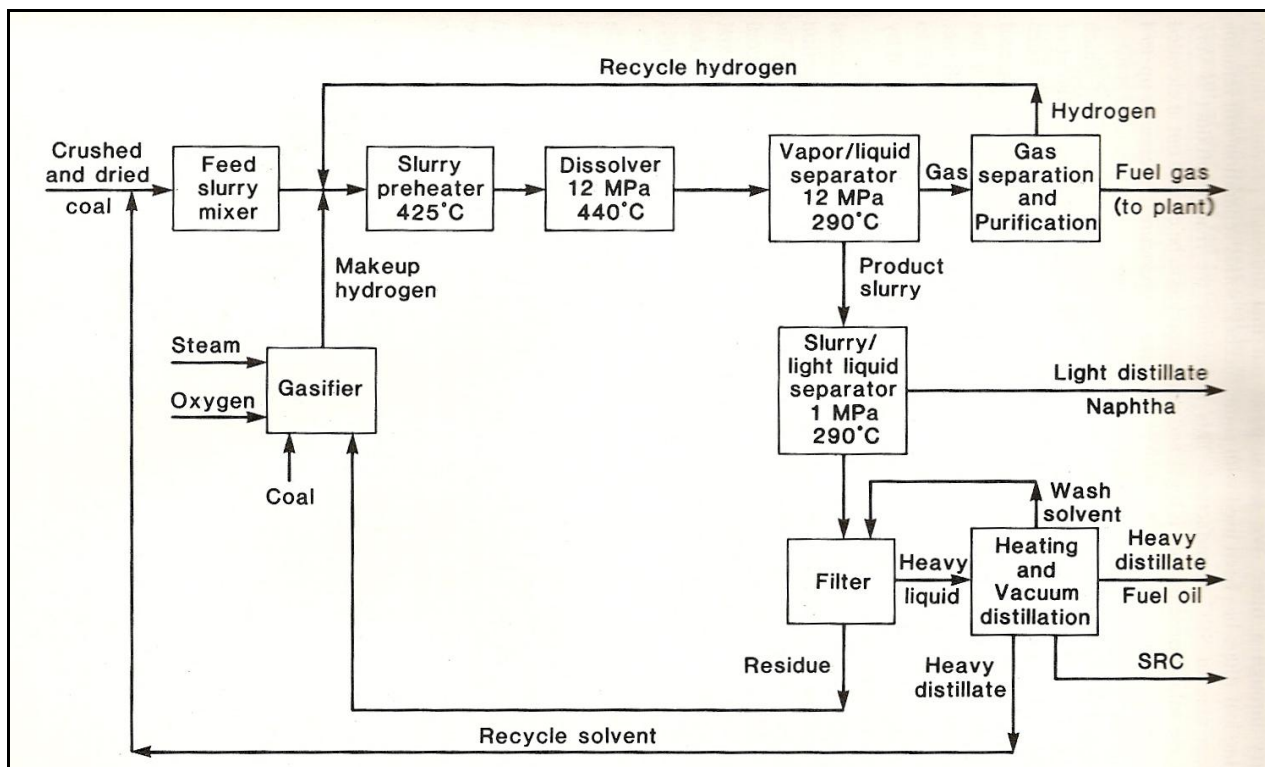 Recycle hydrogen
Hydrogen
Crushed
and dried
coal
Feed
slurry
mixer
Slurry
preheater
425°C
Dissolver
12 MPa
440°C
Vapor/liquid
separator
12 MPa
290°C
Gas
Gas
separation
and
Purification
Fuel gas
(to plant)
Makeup
hydrogen
Product
slurry
Steam
Oxygen
Gasifier
Coal
Slurry/
light liquid
separator
1 MPa
290°C
Light distillate
Naphtha
Wash
solvent
Filter
Heavy
liquid
Heating
and
Vacuum
distillation
Heavy
distillate
Fuel oil
Residue
Heavy
distillate
SRC
Recycle solvent